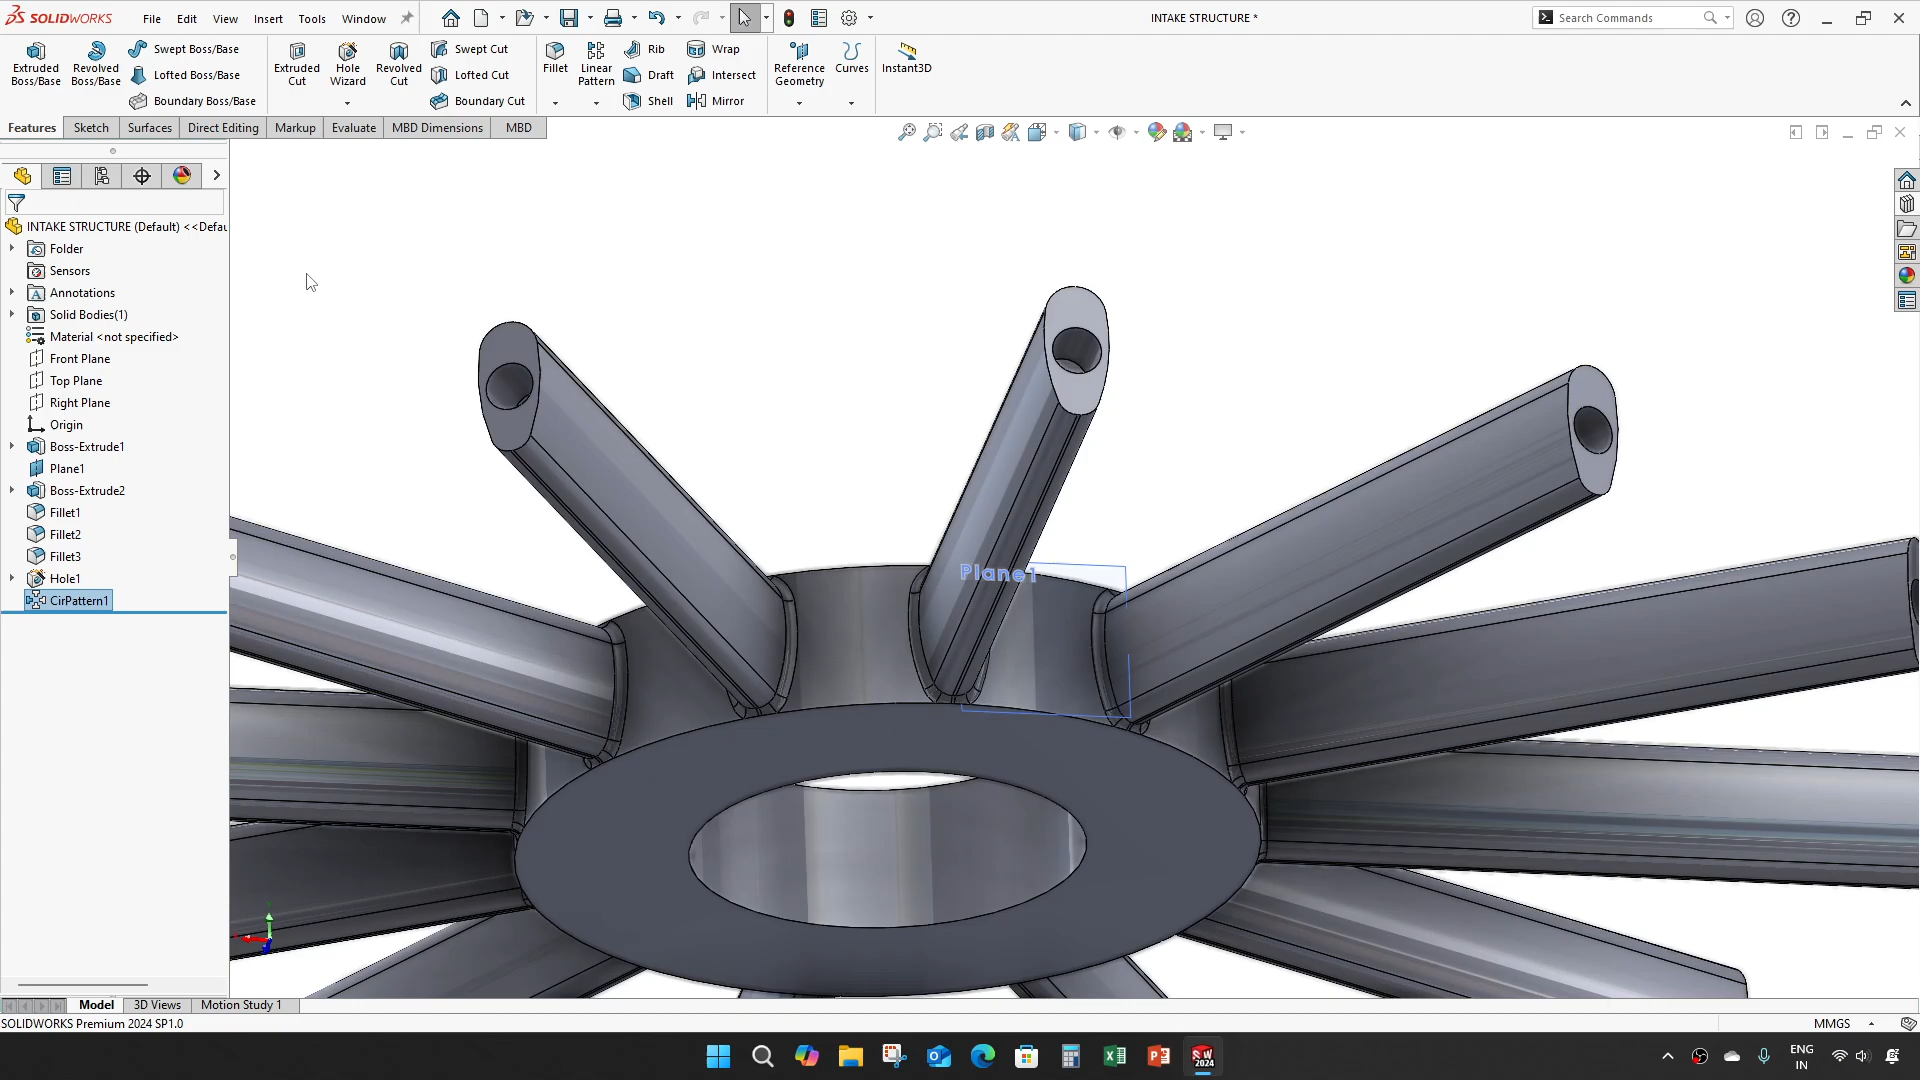 SOLIDWORKS
File
Edit
View
Insert
Tools
Window
INTAKE STRUCTURE *
Search Commands
Extruded Boss/Base
Revolved Boss/Base
Swept Boss/Base
Lofted Boss/Base
Boundary Boss/Base
Extruded Cut
Hole Wizard
Revolved Cut
Swept Cut
Lofted Cut
Boundary Cut
Fillet
Linear Pattern
Rib
Draft
Shell
Wrap
Intersect
Mirror
Reference Geometry
Curves
Instant3D
Features
Sketch
Surfaces
Direct Editing
Markup
Evaluate
MBD Dimensions
MBD
INTAKE STRUCTURE (Default) <<Defau
Folder
Sensors
Annotations
Solid Bodies(1)
Material <not specified>
Front Plane
Top Plane
Right Plane
Origin
Boss-Extrude1
Plane1
Boss-Extrude2
Fillet1
Fillet2
Fillet3
Hole1
CirPattern1
Plane1
Model
3D Views
Motion Study 1
SOLIDWORKS Premium 2024 SP1.0
MMGS
SW
2024
ENG
IN